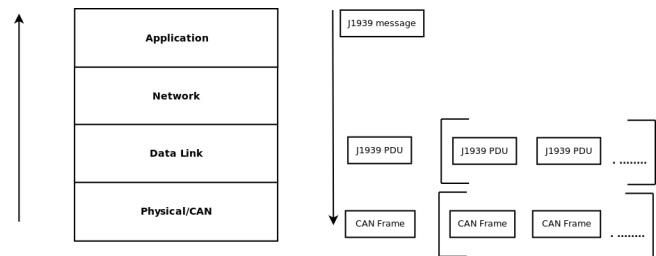 Application
Network
Data Link
Physical/CAN
J1939 message
J1939 PDU
J1939 PDU
J1939 PDU
. ........
CAN Frame
CAN Frame
CAN Frame
. ........